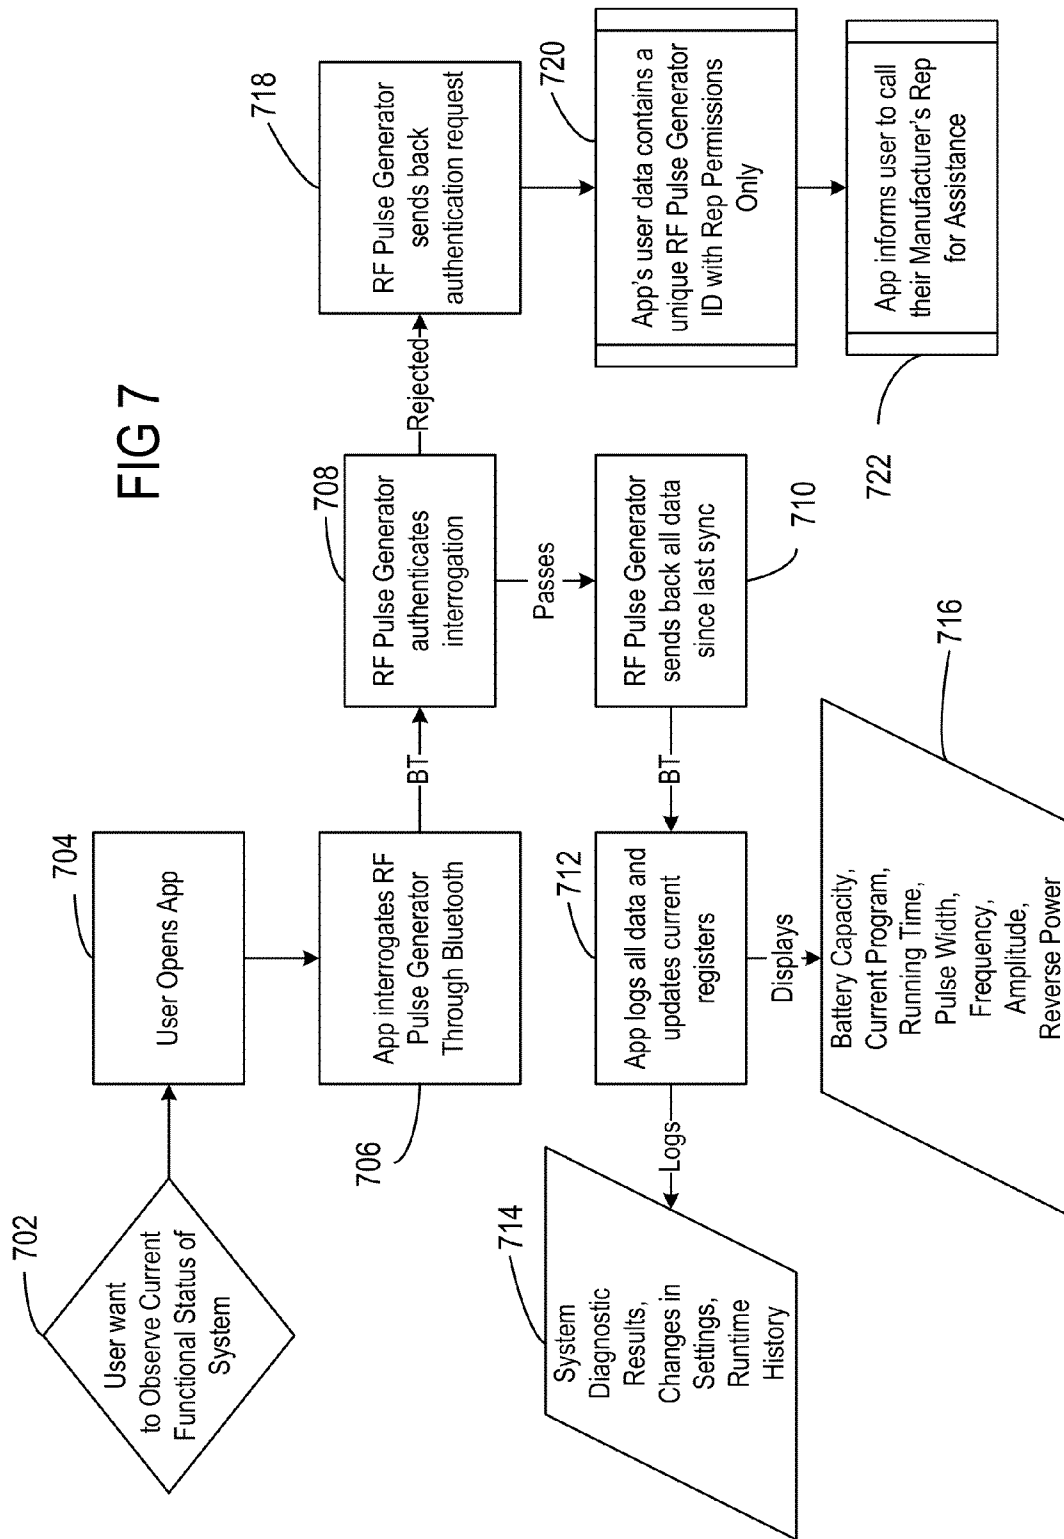 FIG 7
702
User want
to Observe Current
Functional Status of
System
704
User Opens App
706
App interrogates RF
Pulse Generator
Through Bluetooth
BT
708
RF Pulse Generator
authenticates
interrogation
Rejected
718
RF Pulse Generator
sends back
authentication request
Passes
720
App's user data contains a
unique RF Pulse Generator
ID with Rep Permissions
Only
710
RF Pulse Generator
sends back all data
since last sync
BT
712
App logs all data and
updates current
registers
Logs
714
System
Diagnostic
Results,
Changes in
Settings,
Runtime
History
Displays
716
Battery Capacity,
Current Program,
Running Time,
Pulse Width,
Frequency,
Amplitude,
Reverse Power
722
App informs user to call
their Manufacturer's Rep
for Assistance